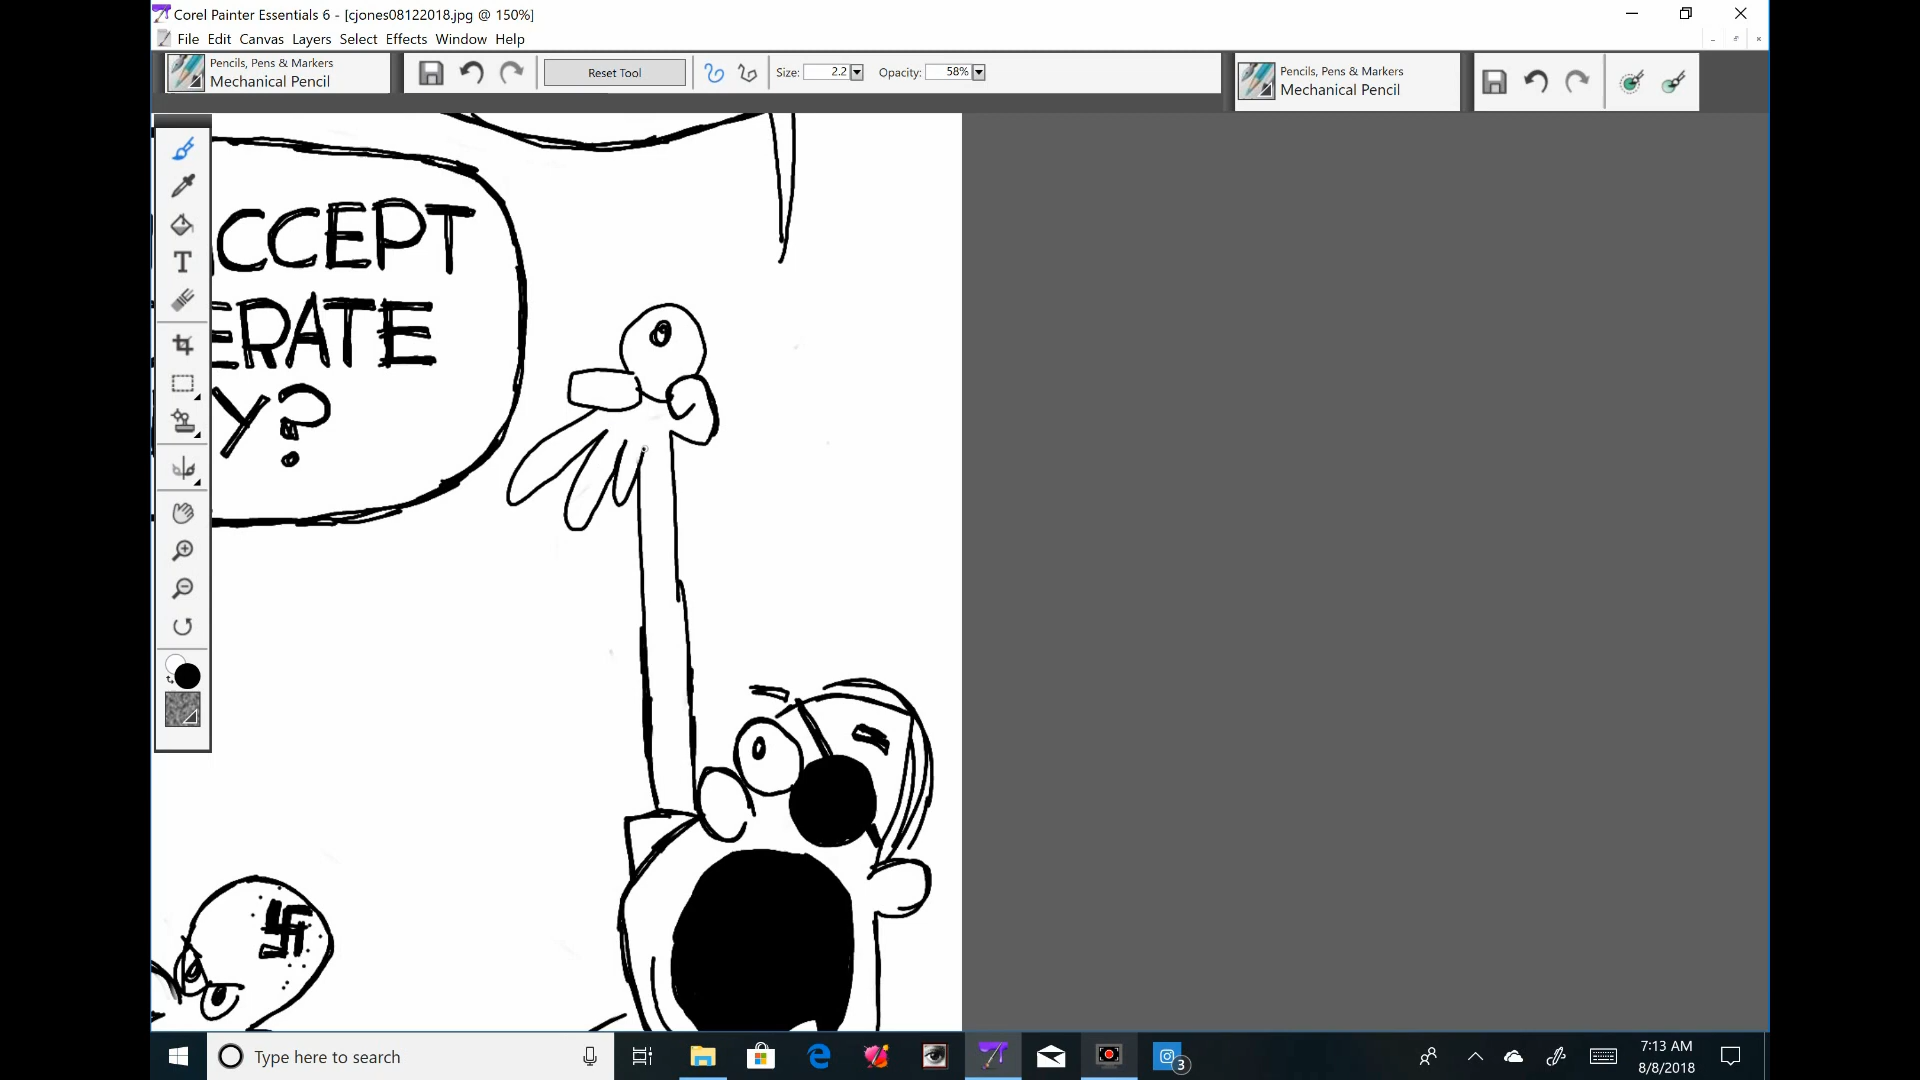 Corel Painter Essentials 6 - [cjones08122018.jpg @ 150%]
File Edit Canvas Layers Select Effects Window Help
Pencils, Pens & Markers
Mechanical Pencil
Reset Tool
Size: 2.2
Opacity: 58%
Pencils, Pens & Markers
Mechanical Pencil
CCEPT
ERATE
Y?
Type here to search
3
7:13 AM
8/8/2018